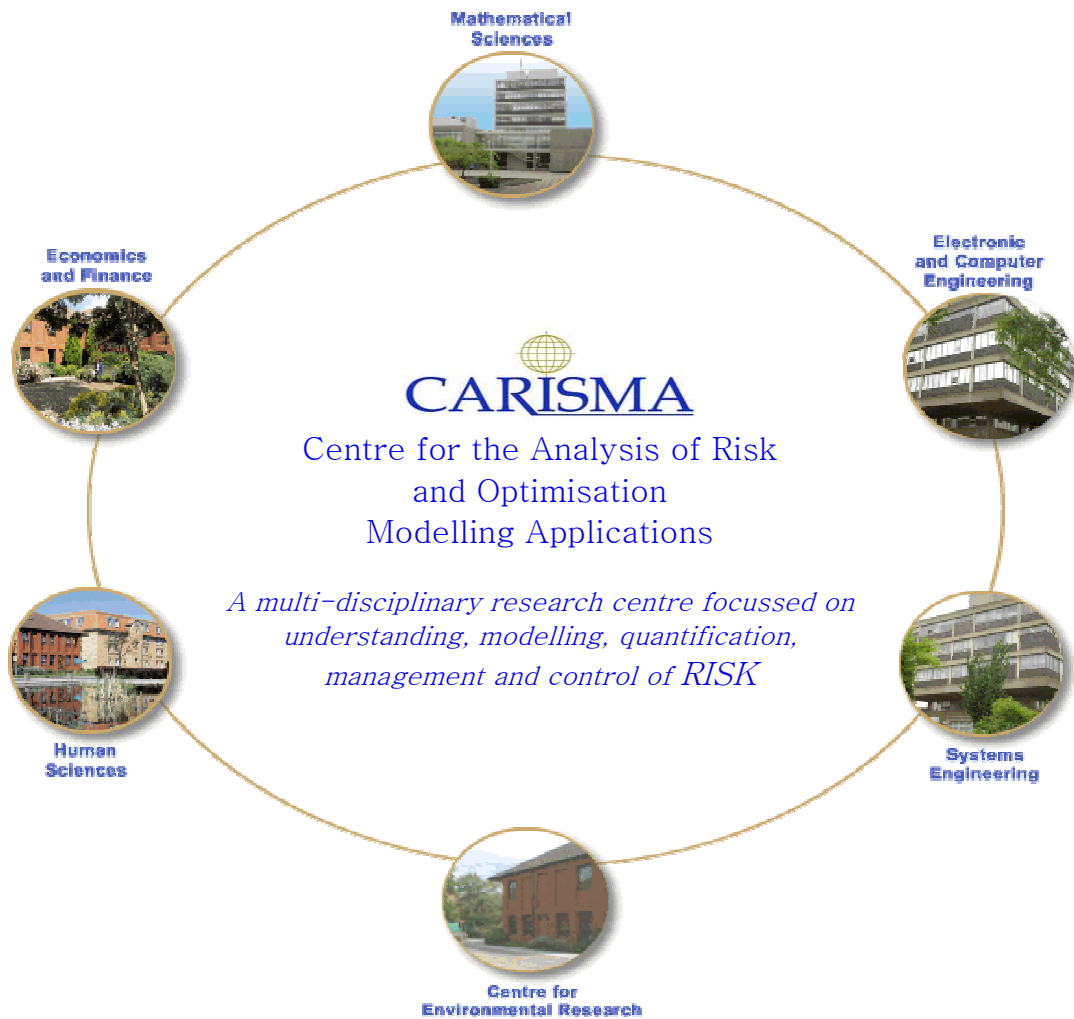 Mathematical
Sciences
Economics
and Finance
Electronic
and Computer
Engineering
CARISMA
Centre for the Analysis of Risk
and Optimisation
Modelling Applications
A multi-disciplinary research centre focussed on
understanding, modelling, quantification,
management and control of RISK
Human
Sciences
Systems
Engineering
Centre for
Environmental Research